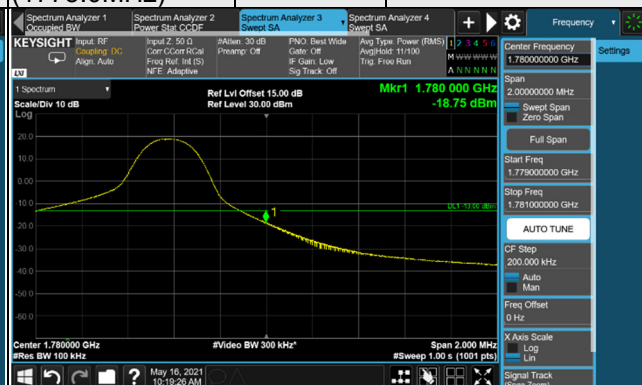 Spectrum Analyzer 1
Occupied BW
Spectrum Analyzer 2
Power Stat CCDF
Spectrum Analyzer 3
Swept SA
Spectrum Analyzer 4
Swept SA
Frequency
KEYSIGHT
Input: RF
Coupling: DC
Align: Auto
Input Z: 50 Ω
Corr CCorr RCal
Freq Ref: Int (S)
NFE: Adaptive
#Atten: 30 dB
Preamp: Off
PNO: Best Wide
Gate: Off
IF Gain: Low
Sig Track: Off
Avg Type: Power (RMS)
Avg|Hold: 11/100
Trig: Free Run
1 2 3 4 5 6
M W W W W W
A N N N N N
LXI
1 Spectrum
Scale/Div 10 dB
Log
Ref Lvl Offset 15.00 dB
Ref Level 30.00 dBm
Mkr1 1.780 000 GHz
-18.75 dBm
20.0
10.0
0.00
-10.0
-20.0
-30.0
-40.0
-50.0
-60.0
DL1 -13.00 dBm
1
Center 1.780000 GHz
#Res BW 100 kHz
#Video BW 300 kHz*
Span 2.000 MHz
#Sweep 1.00 s (1001 pts)
May 16, 2021
10:19:26 AM
Center Frequency
1.780000000 GHz
Span
2.00000000 MHz
Swept Span
Zero Span
Full Span
Start Freq
1.779000000 GHz
Stop Freq
1.781000000 GHz
AUTO TUNE
CF Step
200.000 kHz
Auto
Man
Freq Offset
0 Hz
X Axis Scale
Log
Lin
Signal Track
(Span Zoom)
Settings